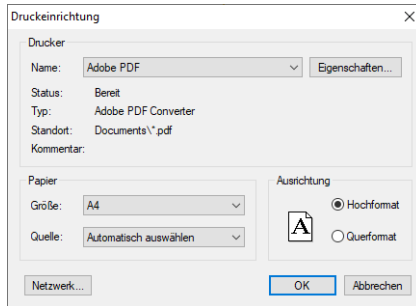 Druckeinrichtung
Drucker
Name: Adobe PDF Eigenschaften...
Status: Bereit
Typ: Adobe PDF Converter
Standort: Documents\*.pdf
Kommentar:
Papier
Größe: A4
Quelle: Automatisch auswählen
Ausrichtung
A
Hochformat
Querformat
Netzwerk... OK Abbrechen